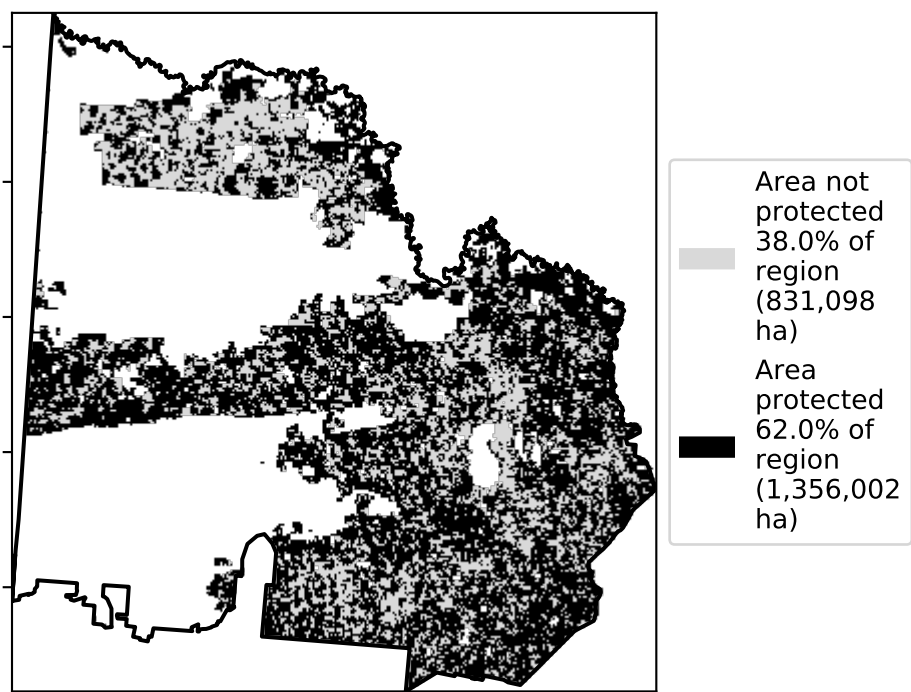 Area not
protected
38.0% of
region
(831,098
ha)
Area
protected
62.0% of
region
(1,356,002
ha)